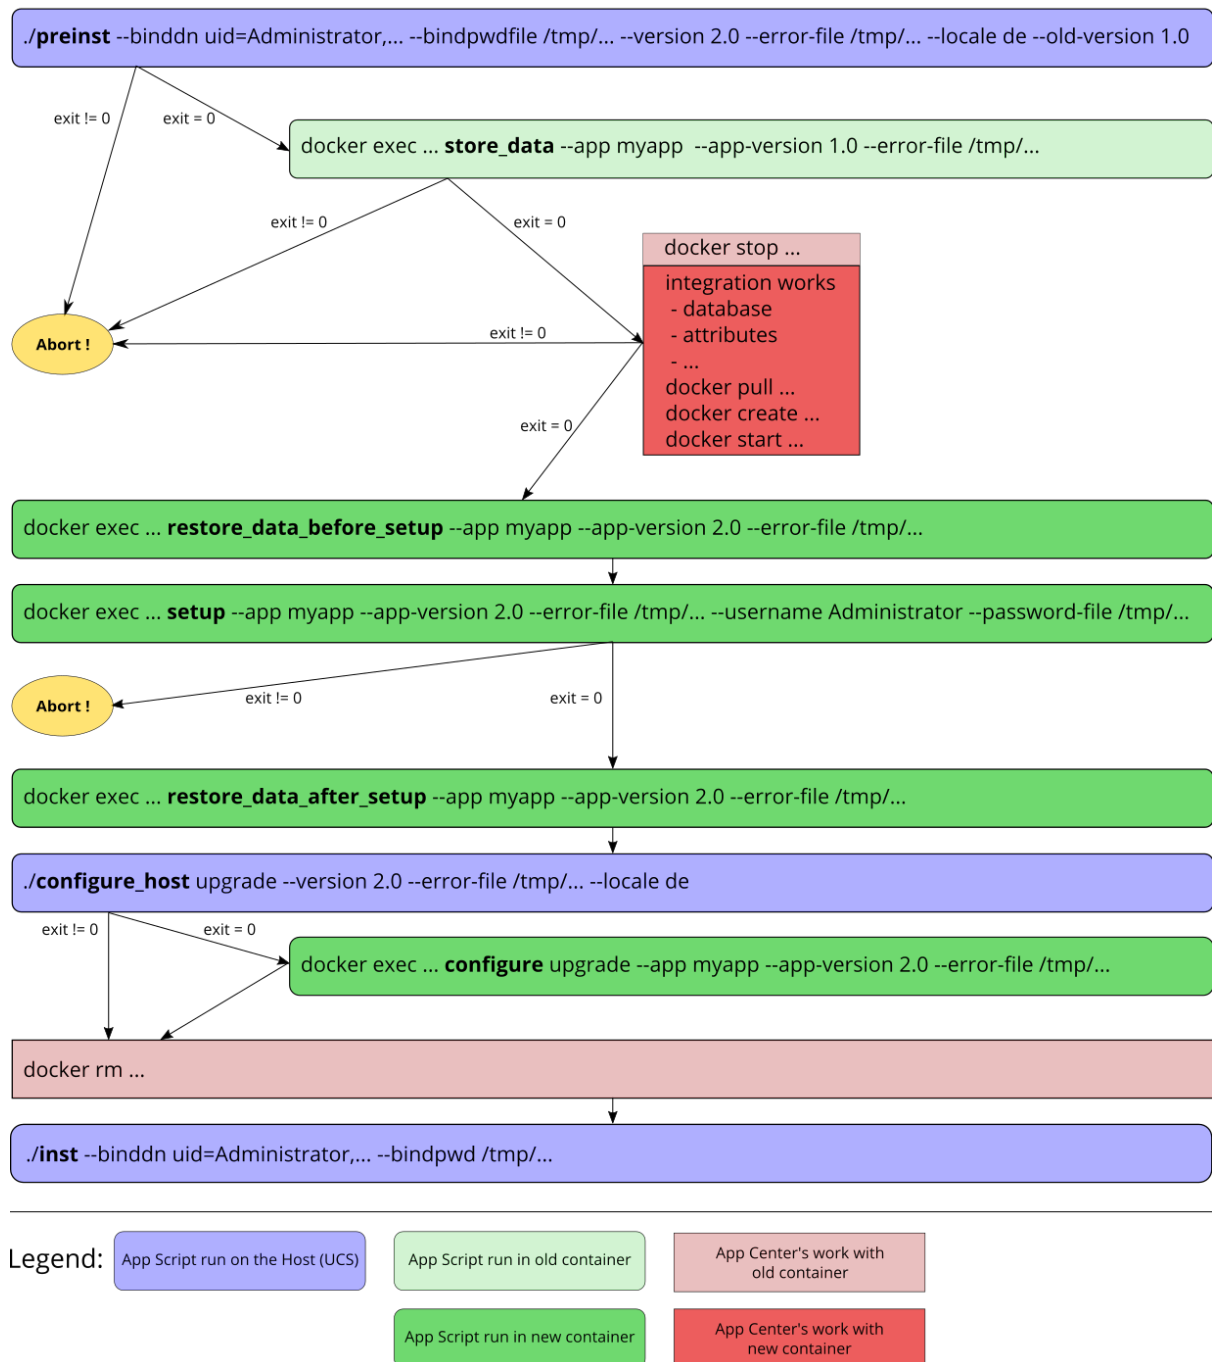 ./preinst --binddn uid=Administrator,... --bindpwdfile /tmp/... --version 2.0 --error-file /tmp/... --locale de --old-version 1.0
exit != 0
exit = 0
docker exec ... store_data --app myapp  --app-version 1.0 --error-file /tmp/...
exit != 0
exit = 0
docker stop ...
integration works
- database
- attributes
- ...
docker pull ...
docker create ...
docker start ...
exit != 0
Abort !
exit = 0
docker exec ... restore_data_before_setup --app myapp --app-version 2.0 --error-file /tmp/...
docker exec ... setup --app myapp --app-version 2.0 --error-file /tmp/... --username Administrator --password-file /tmp/...
exit != 0
exit = 0
Abort !
docker exec ... restore_data_after_setup --app myapp --app-version 2.0 --error-file /tmp/...
./configure_host upgrade --version 2.0 --error-file /tmp/... --locale de
exit != 0
exit = 0
docker exec ... configure upgrade --app myapp --app-version 2.0 --error-file /tmp/...
docker rm ...
./inst --binddn uid=Administrator,... --bindpwd /tmp/...
Legend:
App Script run on the Host (UCS)
App Script run in old container
App Center's work with
old container
App Script run in new container
App Center's work with
new container